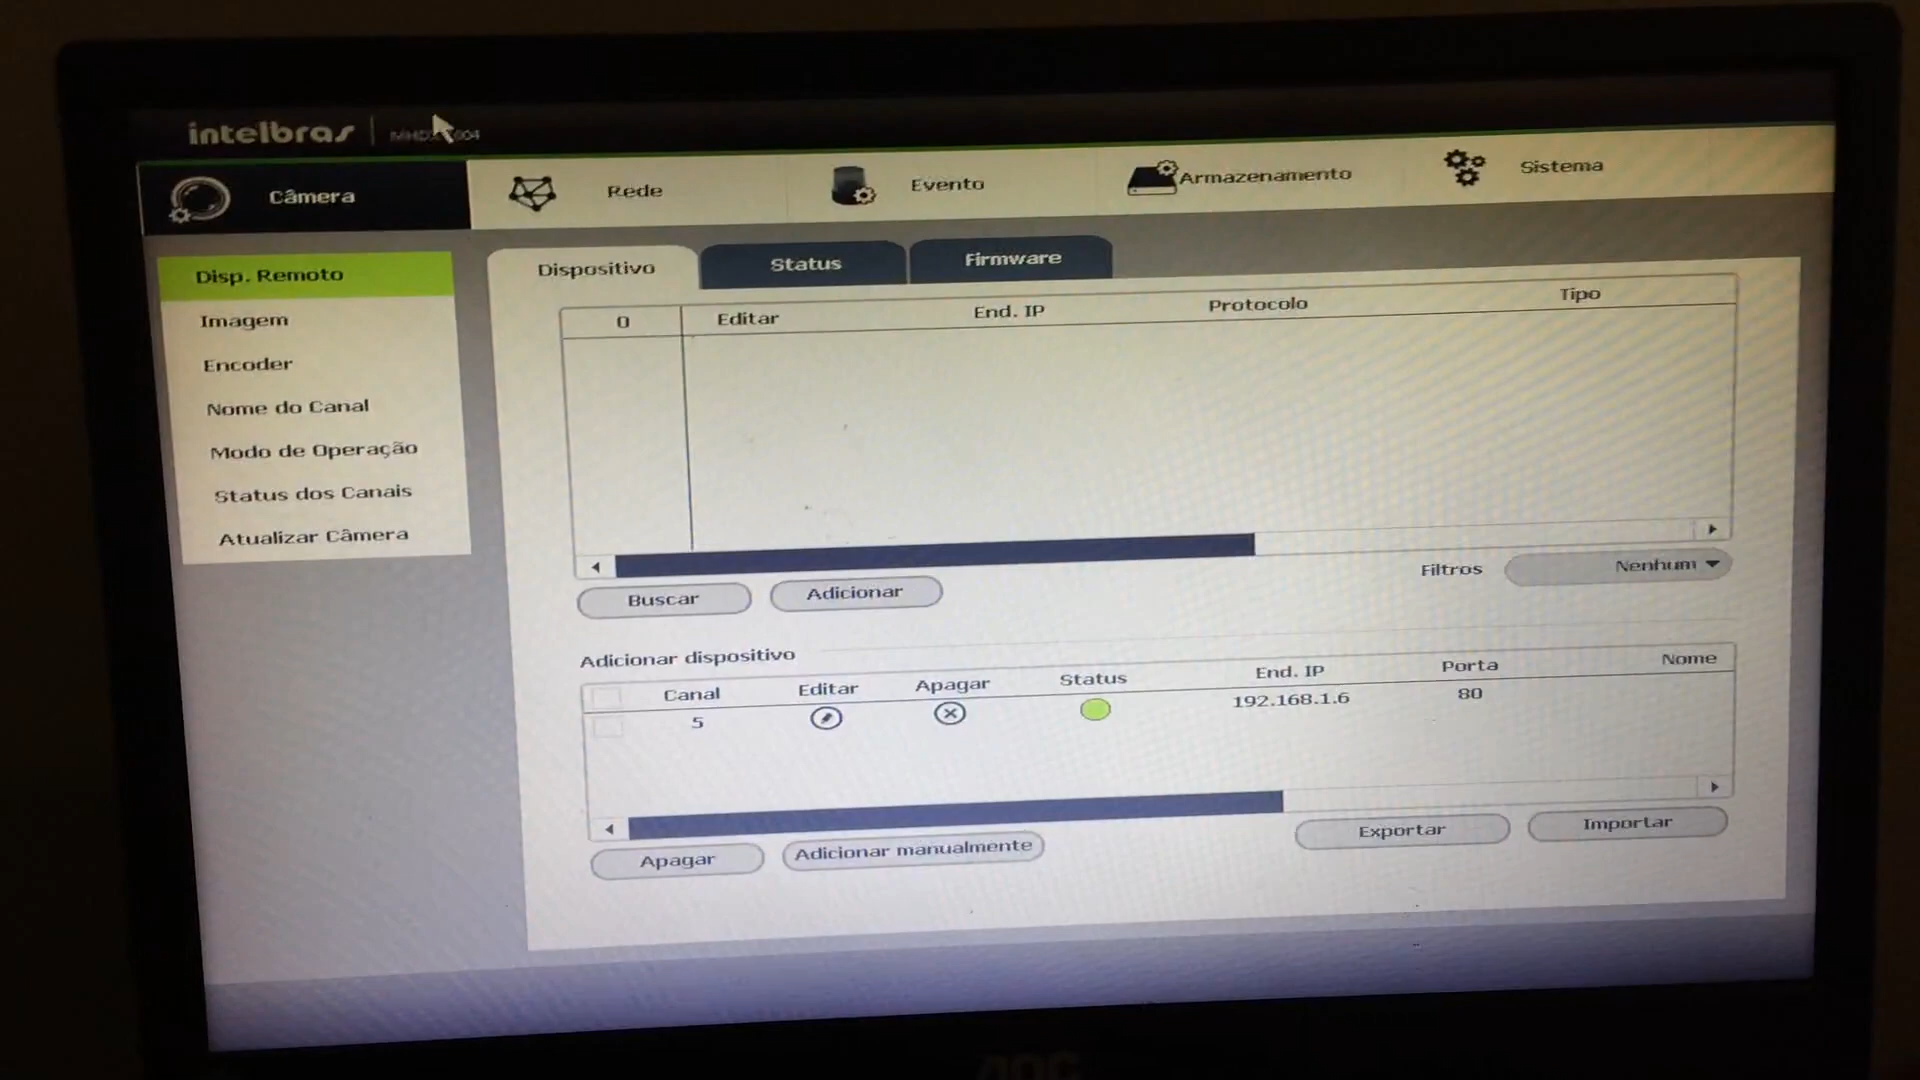 intelbras
Câmera
Rede
Evento
Armazenamento
Sistema
Disp. Remoto
Imagem
Encoder
Nome do Canal
Modo de Operação
Status dos Canais
Atualizar Câmera
Dispositivo Status Firmware
0 Editar End. IP Protocolo Tipo
Buscar Adicionar Filtros Nenhum
Adicionar dispositivo
Canal Editar Apagar Status End. IP Porta Nome
5 192.168.1.6 80
Apagar Adicionar manualmente Exportar Importar
AOC